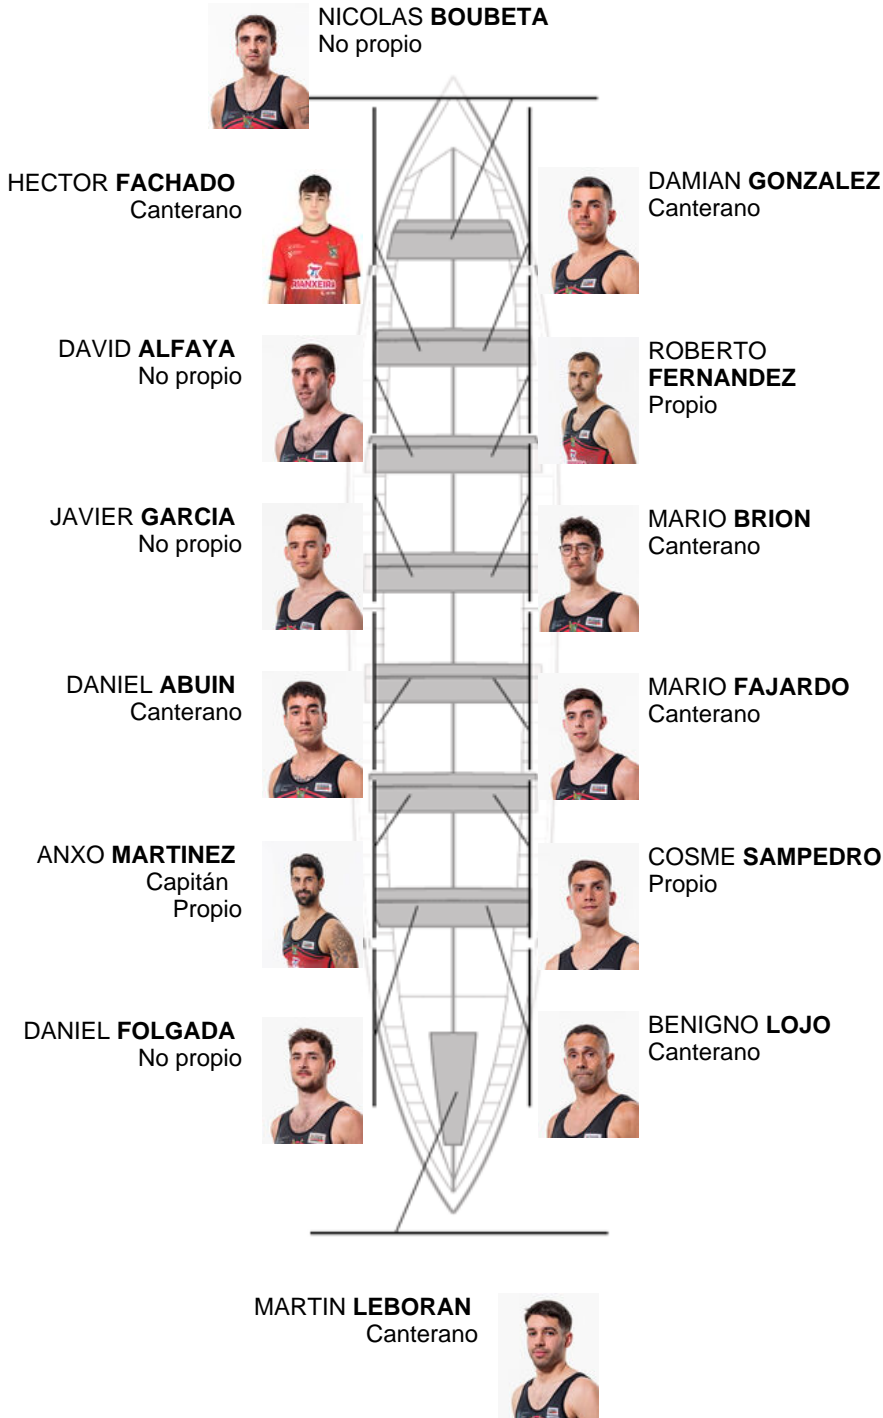 NICOLAS BOUBETA
No propio
HECTOR FACHADO
Canterano
DAMIAN GONZALEZ
Canterano
DAVID ALFAYA
No propio
ROBERTO
FERNANDEZ
Propio
JAVIER GARCIA
No propio
MARIO BRION
Canterano
DANIEL ABUIN
Canterano
MARIO FAJARDO
Canterano
ANXO MARTINEZ
Capitán
Propio
COSME SAMPEDRO
Propio
DANIEL FOLGADA
No propio
BENIGNO LOJO
Canterano
MARTIN LEBORAN
Canterano
RIANXEIRA